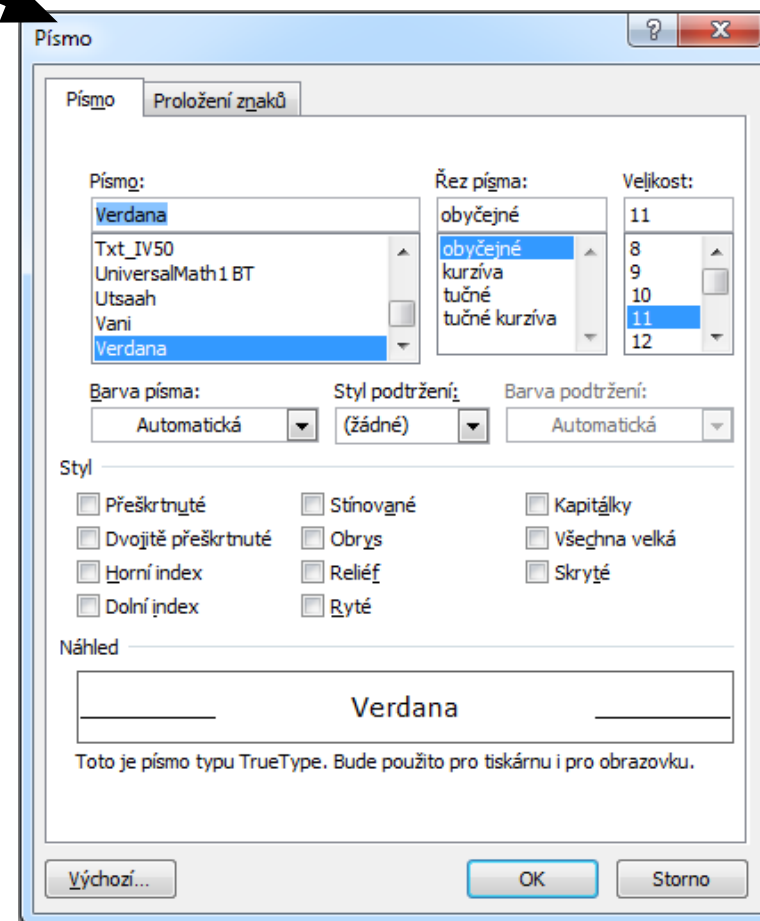 Písmo
Písmo Proložení znaků
Písmo: Řez písma: Velikost:
Verdana obyčejné 11
Txt_IV50 obyčejné 8
UniversalMath1 BT kurzíva 9
Utsaah tučné 10
Vani tučné kurzíva 11
Verdana 12
Barva písma: Styl podtržení: Barva podtržení:
Automatická (žádné) Automatická
Styl
Přeškrtnuté Stínované Kapitálky
Dvojitě přeškrtnuté Obrys Všechna velká
Horní index Reliéf Skryté
Dolní index Ryté
Náhled
Verdana
Toto je písmo typu TrueType. Bude použito pro tiskárnu i pro obrazovku.
Výchozí... OK Storno